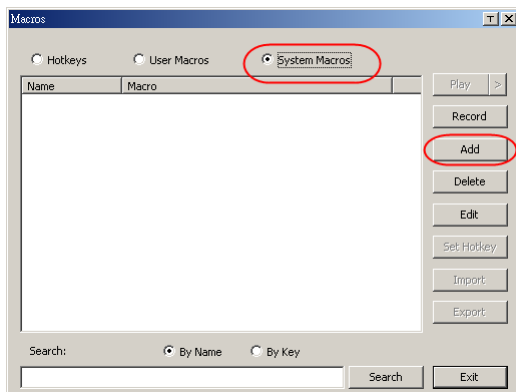 Macros
Hotkeys User Macros System Macros
Name Macro
Play >
Record
Add
Delete
Edit
Set Hotkey
Import
Export
Search: By Name By Key
Search Exit